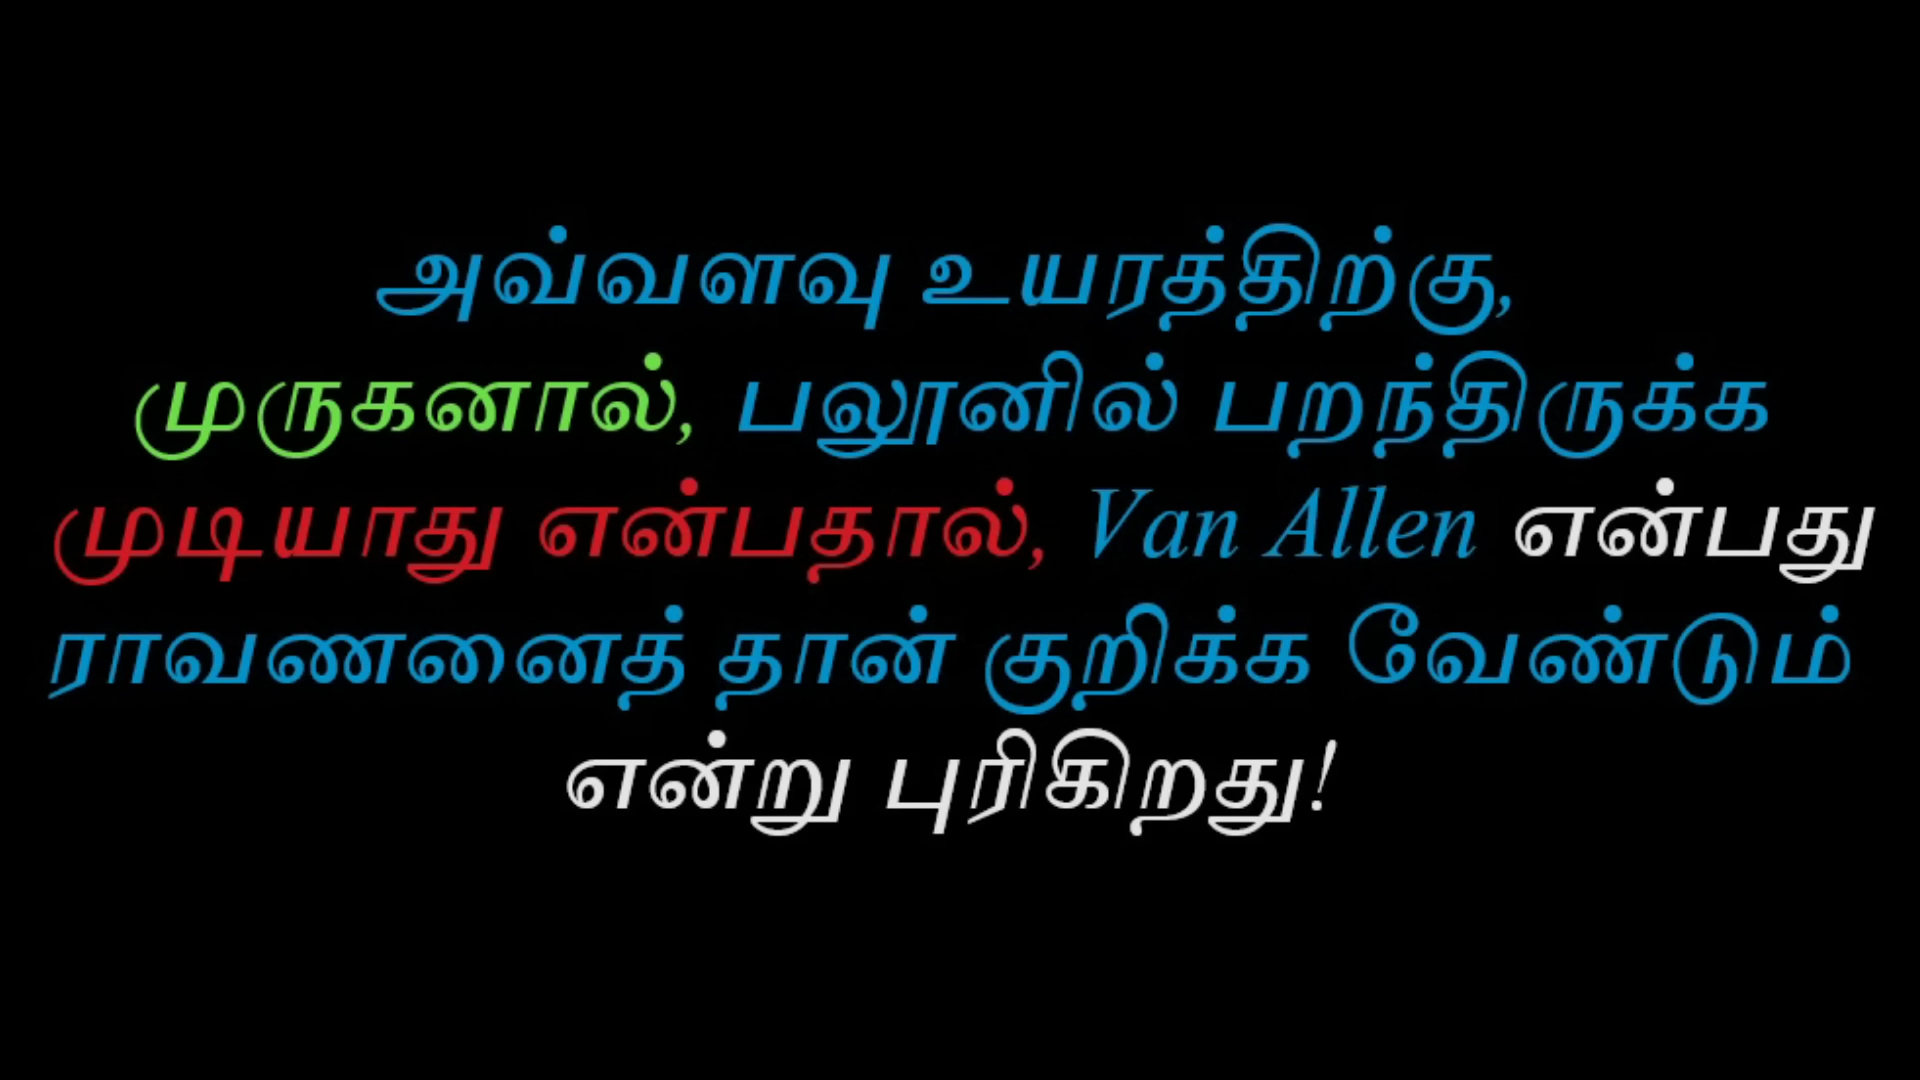 அவ்வளவு உயரத்திற்கு,
முருகனால், பலூனில் பறந்திருக்க
முடியாது என்பதால், Van Allen என்பது
ராவணனைத் தான் குறிக்க வேண்டும்
என்று புரிகிறது!